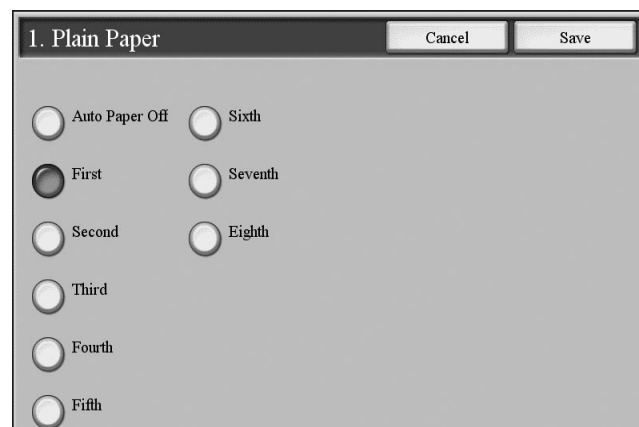 1. Plain Paper
Cancel
Save
Auto Paper Off
First
Second
Third
Fourth
Fifth
Sixth
Seventh
Eighth